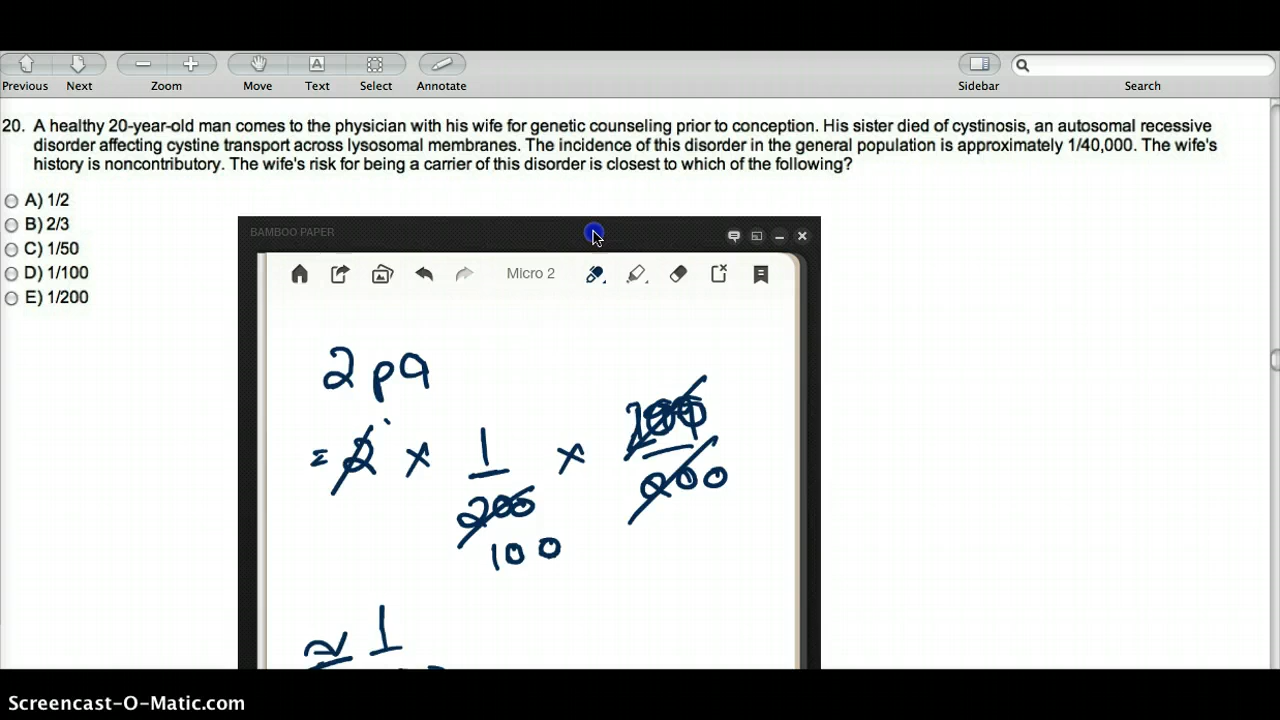 Previous Next Zoom Move Text Select Annotate Sidebar Search
20. A healthy 20-year-old man comes to the physician with his wife for genetic counseling prior to conception. His sister died of cystinosis, an autosomal recessive
disorder affecting cystine transport across lysosomal membranes. The incidence of this disorder in the general population is approximately 1/40,000. The wife's
history is noncontributory. The wife's risk for being a carrier of this disorder is closest to which of the following?
A) 1/2
B) 2/3
C) 1/50
D) 1/100
E) 1/200
BAMBOO PAPER
Micro 2
2pq
= 2 × 1/200 × 200/200
100
≅ 1
Screencast-O-Matic.com